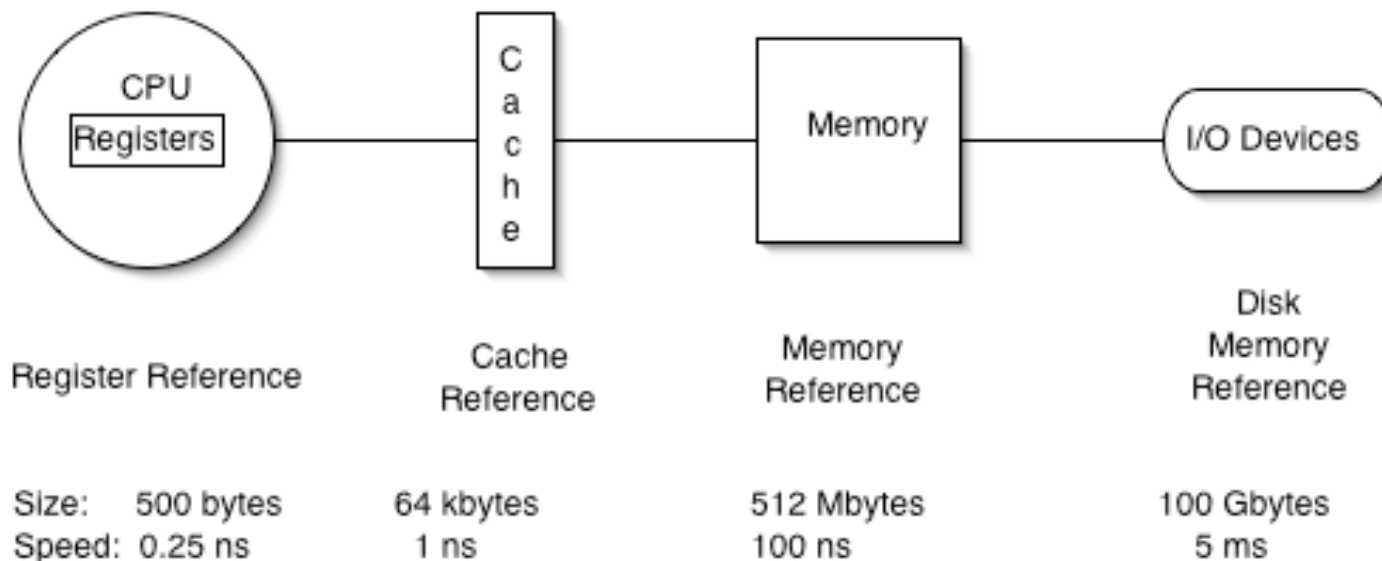 CPU
Registers
C
a
c
h
e
Memory
I/O Devices
Register Reference
Cache
Reference
Memory
Reference
Disk
Memory
Reference
Size: 500 bytes 64 kbytes 512 Mbytes 100 Gbytes
Speed: 0.25 ns 1 ns 100 ns 5 ms